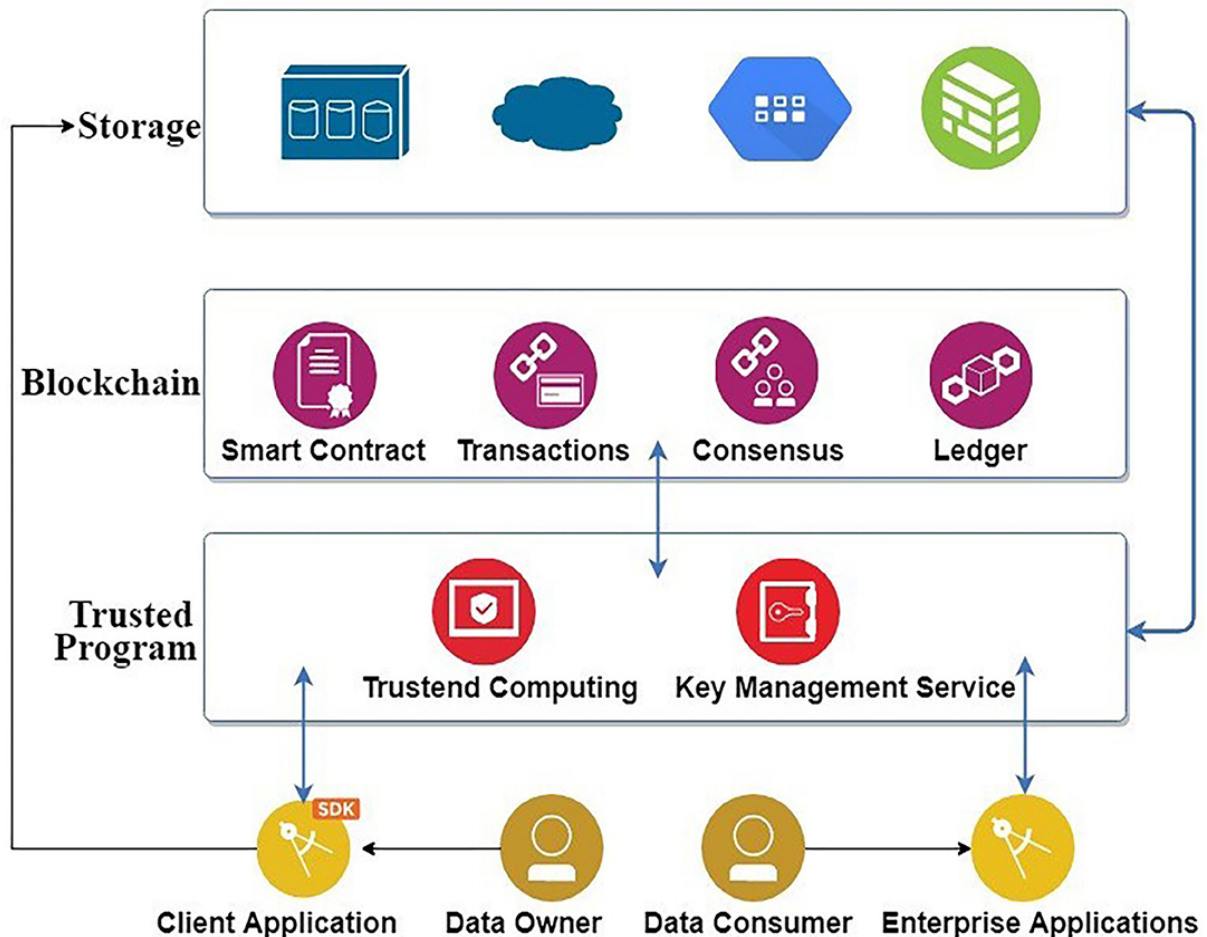 Storage
Blockchain
Smart Contract
Transactions
Consensus
Ledger
Trusted
Program
Trustend Computing
Key Management Service
SDK
Client Application
Data Owner
Data Consumer
Enterprise Applications